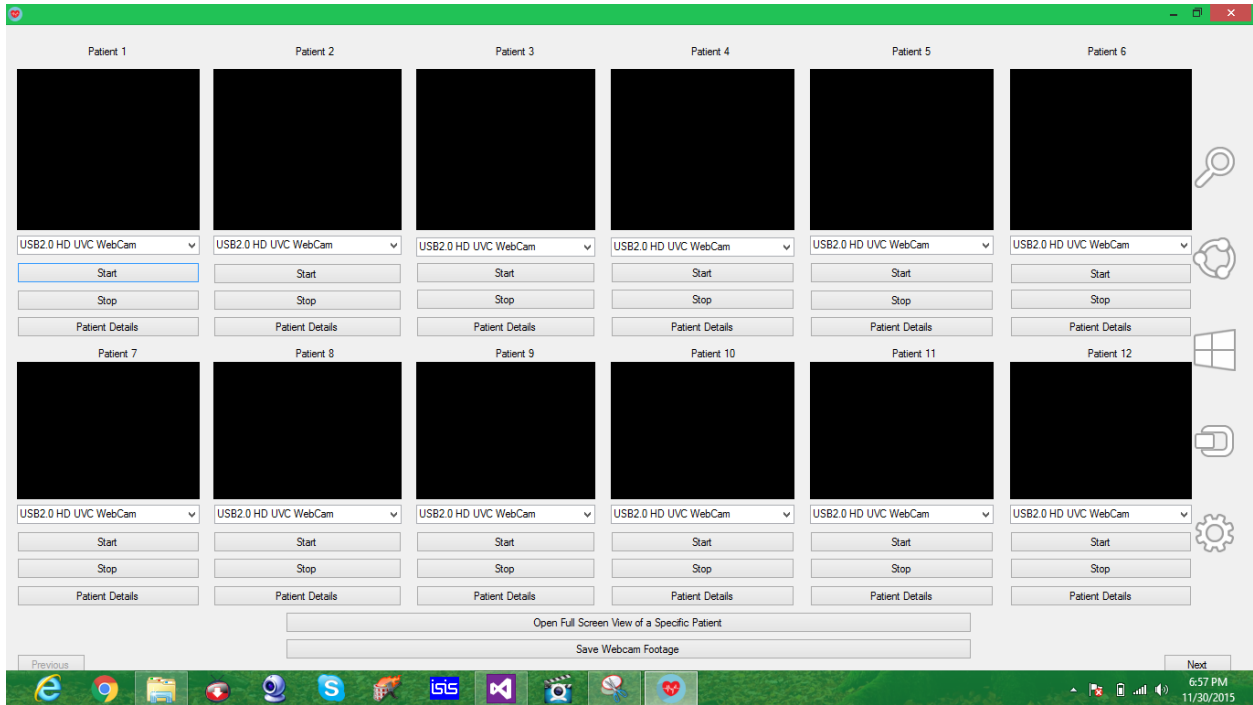 Patient 1 Patient 2 Patient 3 Patient 4 Patient 5 Patient 6
USB2.0 HD UVC WebCam USB2.0 HD UVC WebCam USB2.0 HD UVC WebCam USB2.0 HD UVC WebCam USB2.0 HD UVC WebCam USB2.0 HD UVC WebCam
Start Start Start Start Start Start
Stop Stop Stop Stop Stop Stop
Patient Details Patient Details Patient Details Patient Details Patient Details Patient Details
Patient 7 Patient 8 Patient 9 Patient 10 Patient 11 Patient 12
USB2.0 HD UVC WebCam USB2.0 HD UVC WebCam USB2.0 HD UVC WebCam USB2.0 HD UVC WebCam USB2.0 HD UVC WebCam USB2.0 HD UVC WebCam
Start Start Start Start Start Start
Stop Stop Stop Stop Stop Stop
Patient Details Patient Details Patient Details Patient Details Patient Details Patient Details
Open Full Screen View of a Specific Patient
Save Webcam Footage
Previous Next
isis
6:57 PM
11/30/2015